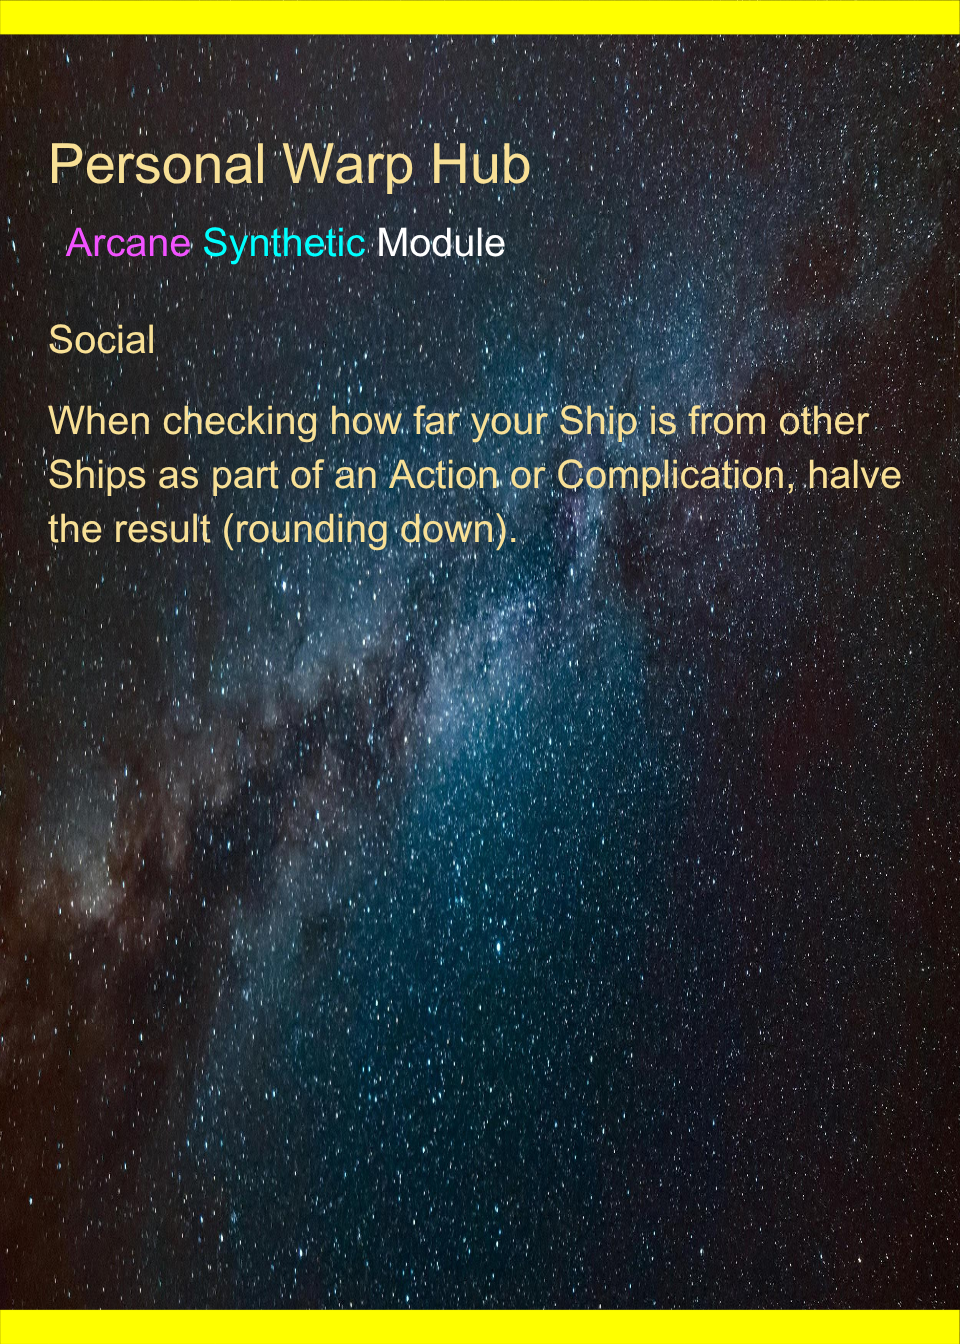 Personal Warp Hub
Arcane Synthetic Module
Social
When checking how far your Ship is from other
Ships as part of an Action or Complication, halve
the result (rounding down).